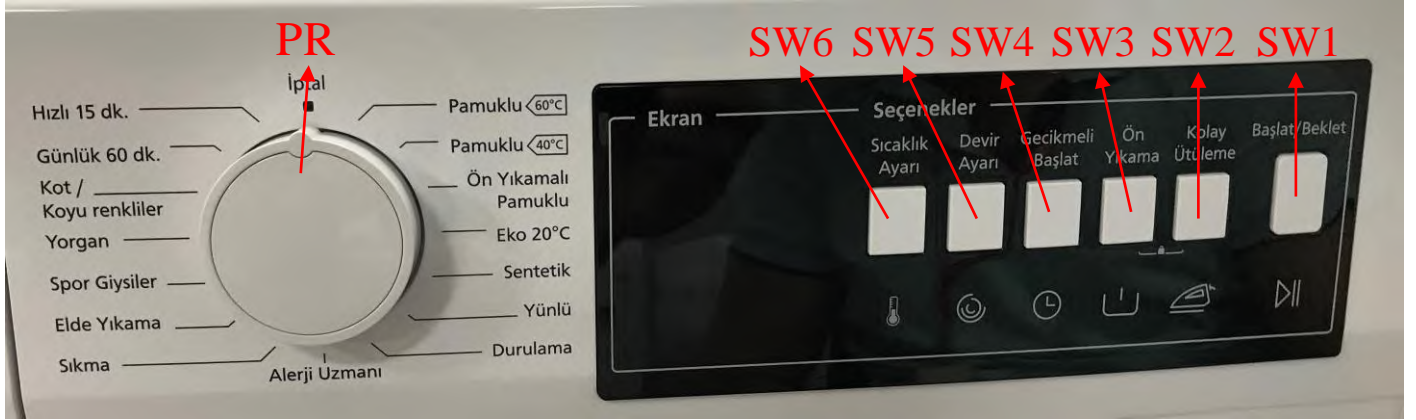 PR
SW6 SW5 SW4 SW3 SW2 SW1
İptal
Hızlı 15 dk.
Günlük 60 dk.
Kot /
Koyu renkliler
Yorgan
Spor Giysiler
Elde Yıkama
Sıkma
Alerji Uzmanı
Pamuklu 60°C
Pamuklu 40°C
Ön Yıkamalı
Pamuklu
Eko 20°C
Sentetik
Yünlü
Durulama
Ekran
Seçenekler
Sıcaklık
Ayarı
Devir
Ayarı
Gecikmeli
Başlat
Ön
Yıkama
Kolay
Ütüleme
Başlat/Beklet